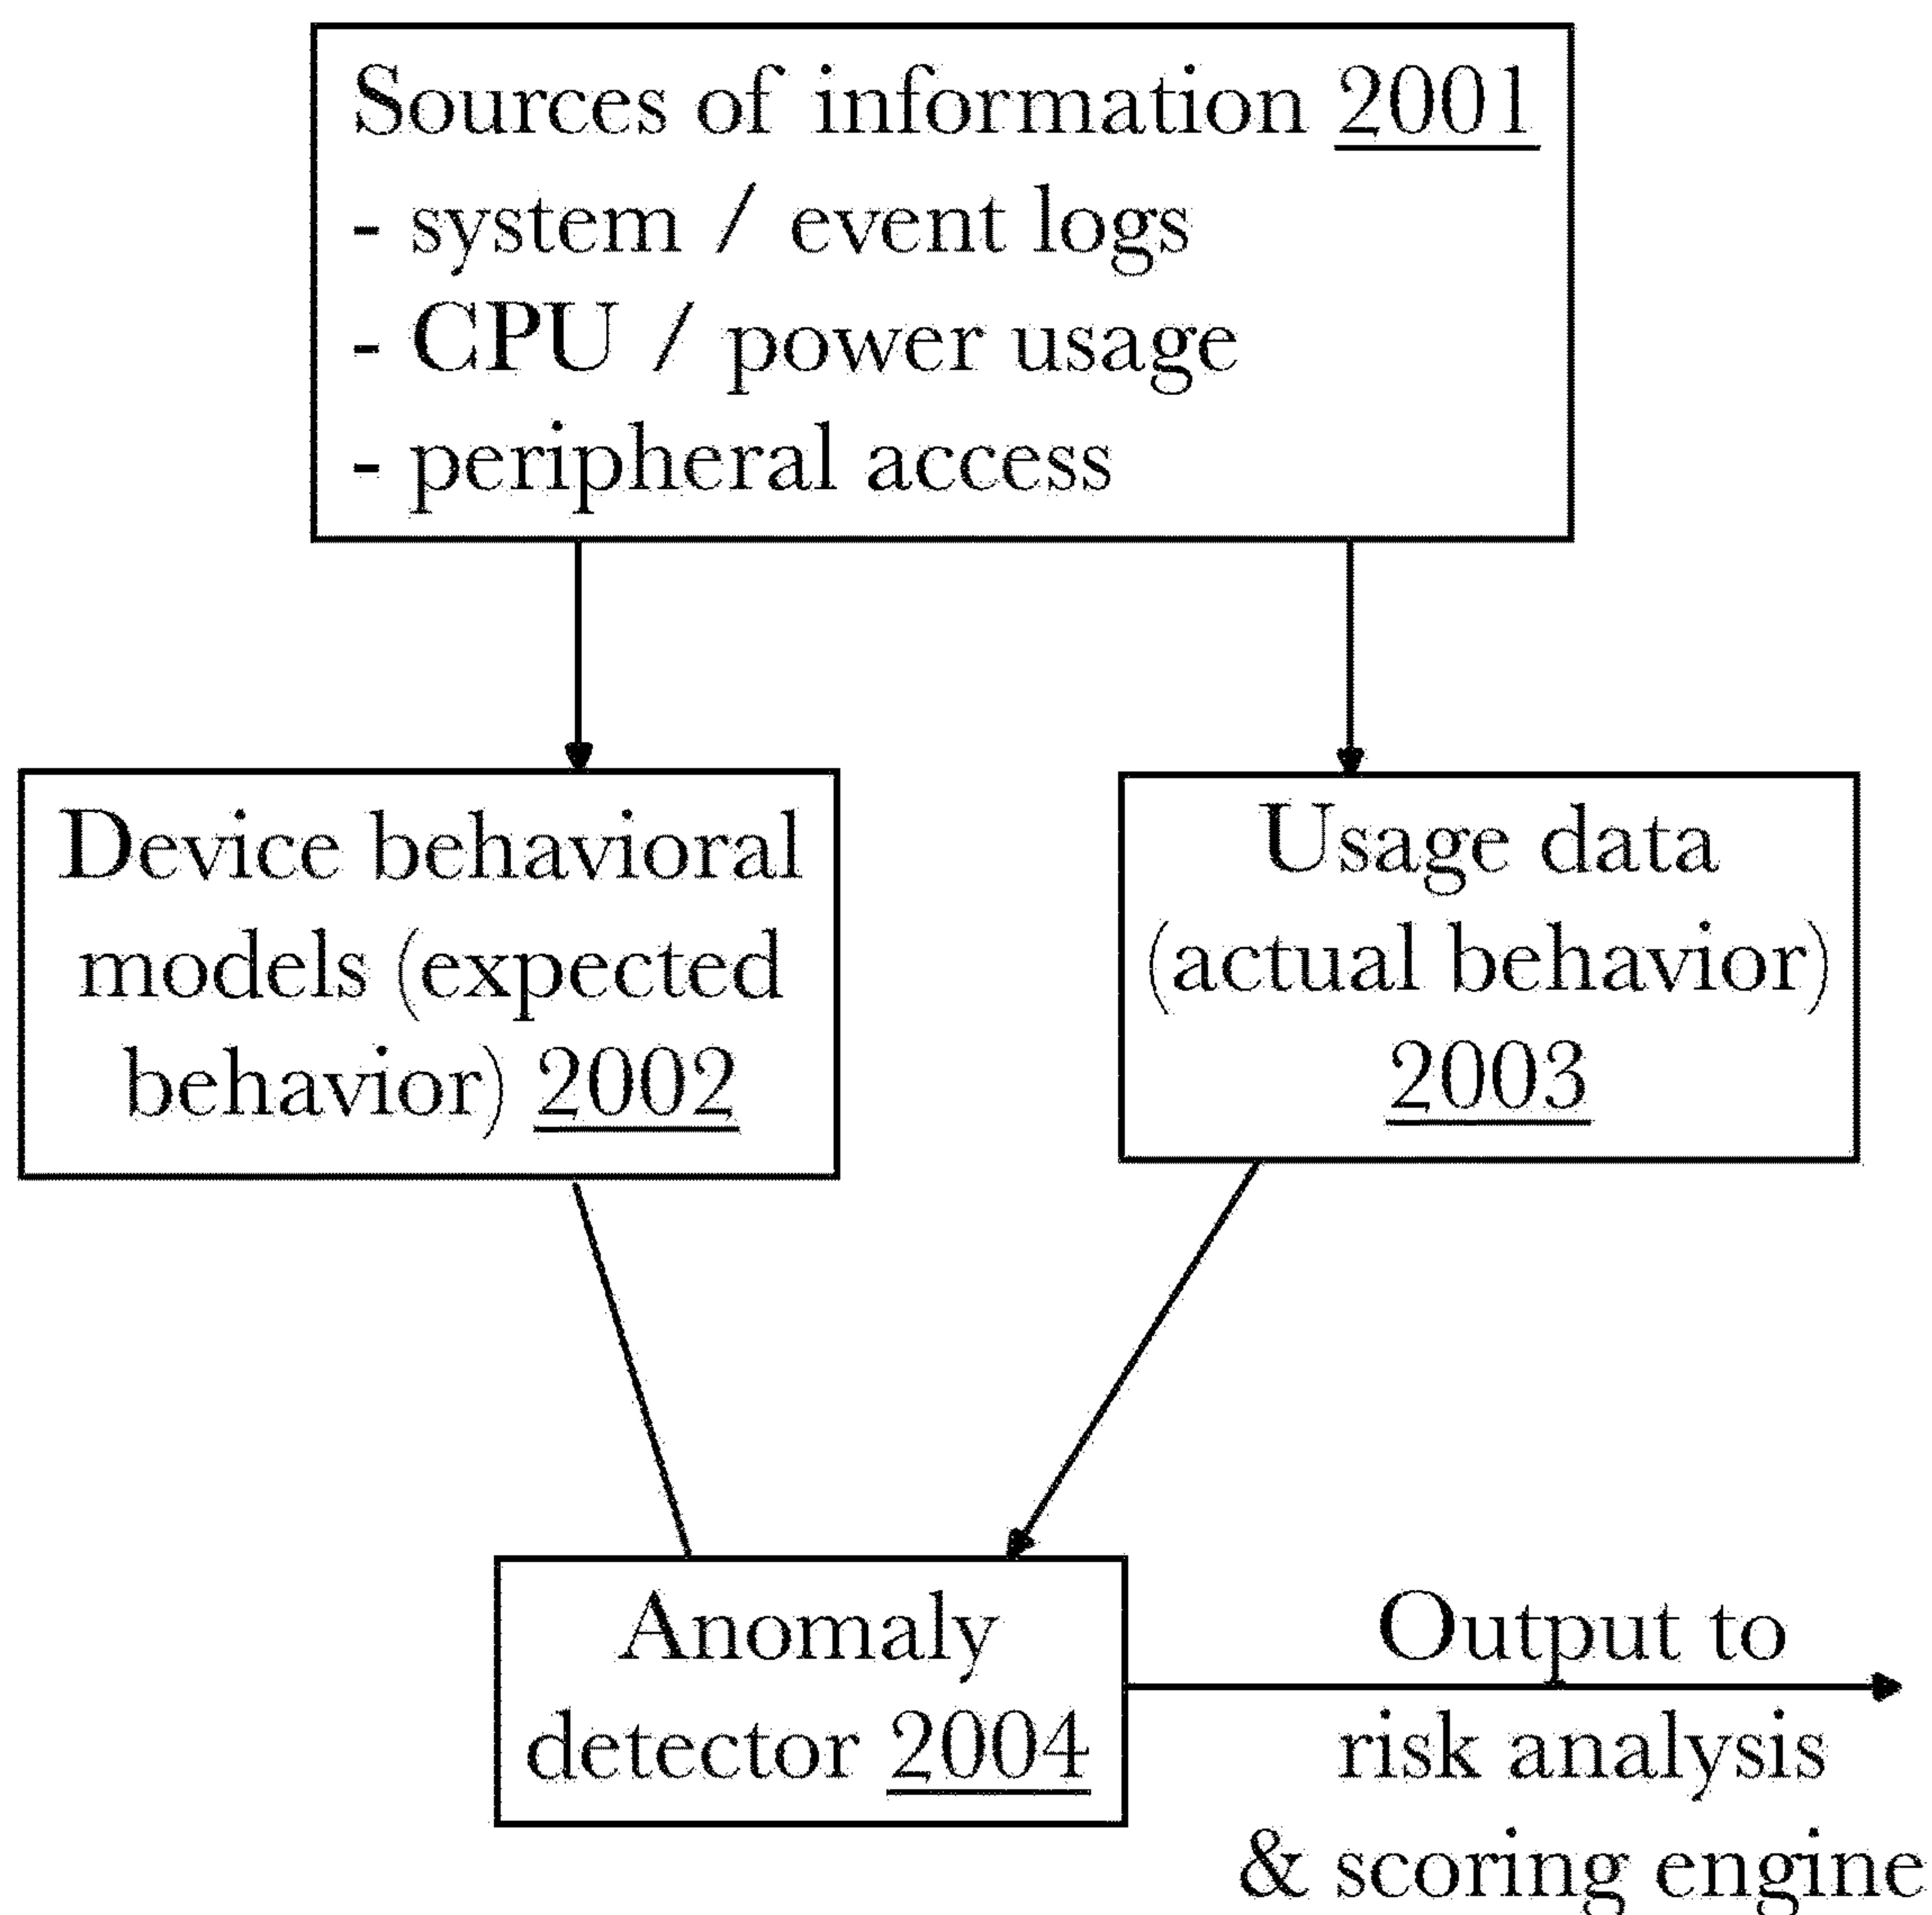 Sources of information 2001
- system / event logs
- CPU / power usage
- peripheral access
Device behavioral
models (expected
behavior) 2002
Usage data
(actual behavior)
2003
Anomaly
detector 2004
Output to
risk analysis
& scoring engine